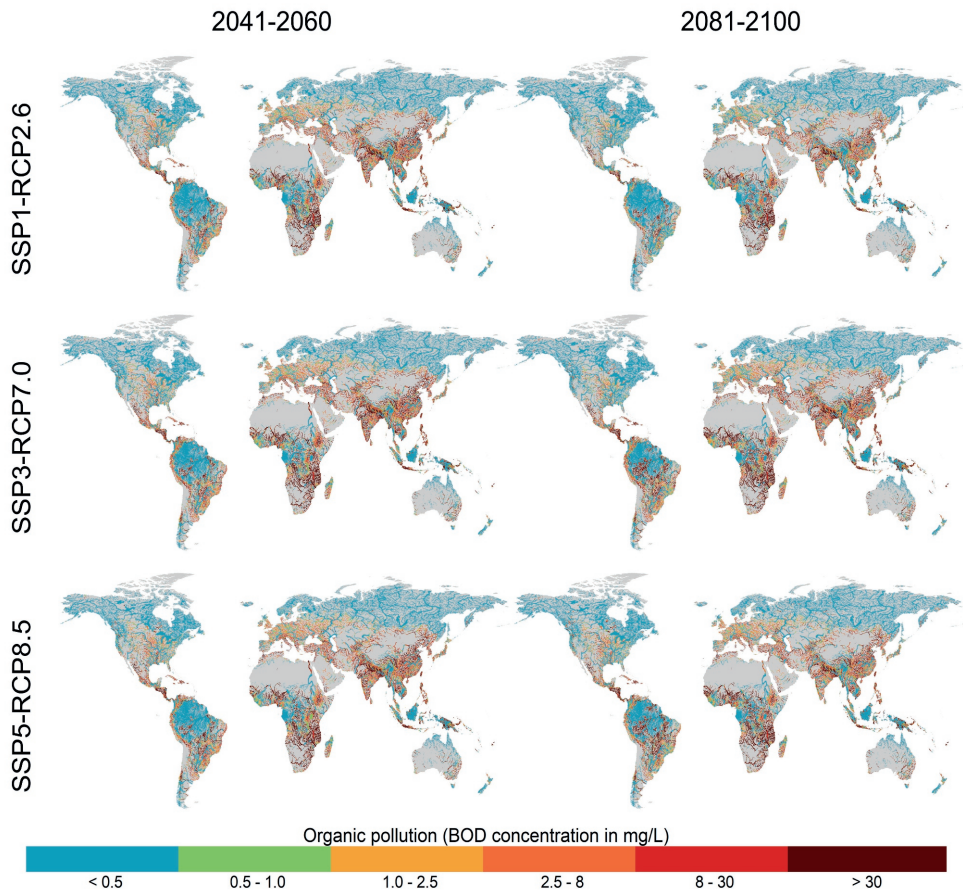 2041-2060
2081-2100
SSP1-RCP2.6
SSP3-RCP7.0
SSP5-RCP8.5
Organic pollution (BOD concentration in mg/L)
< 0.5
0.5 - 1.0
1.0 - 2.5
2.5 - 8
8 - 30
> 30